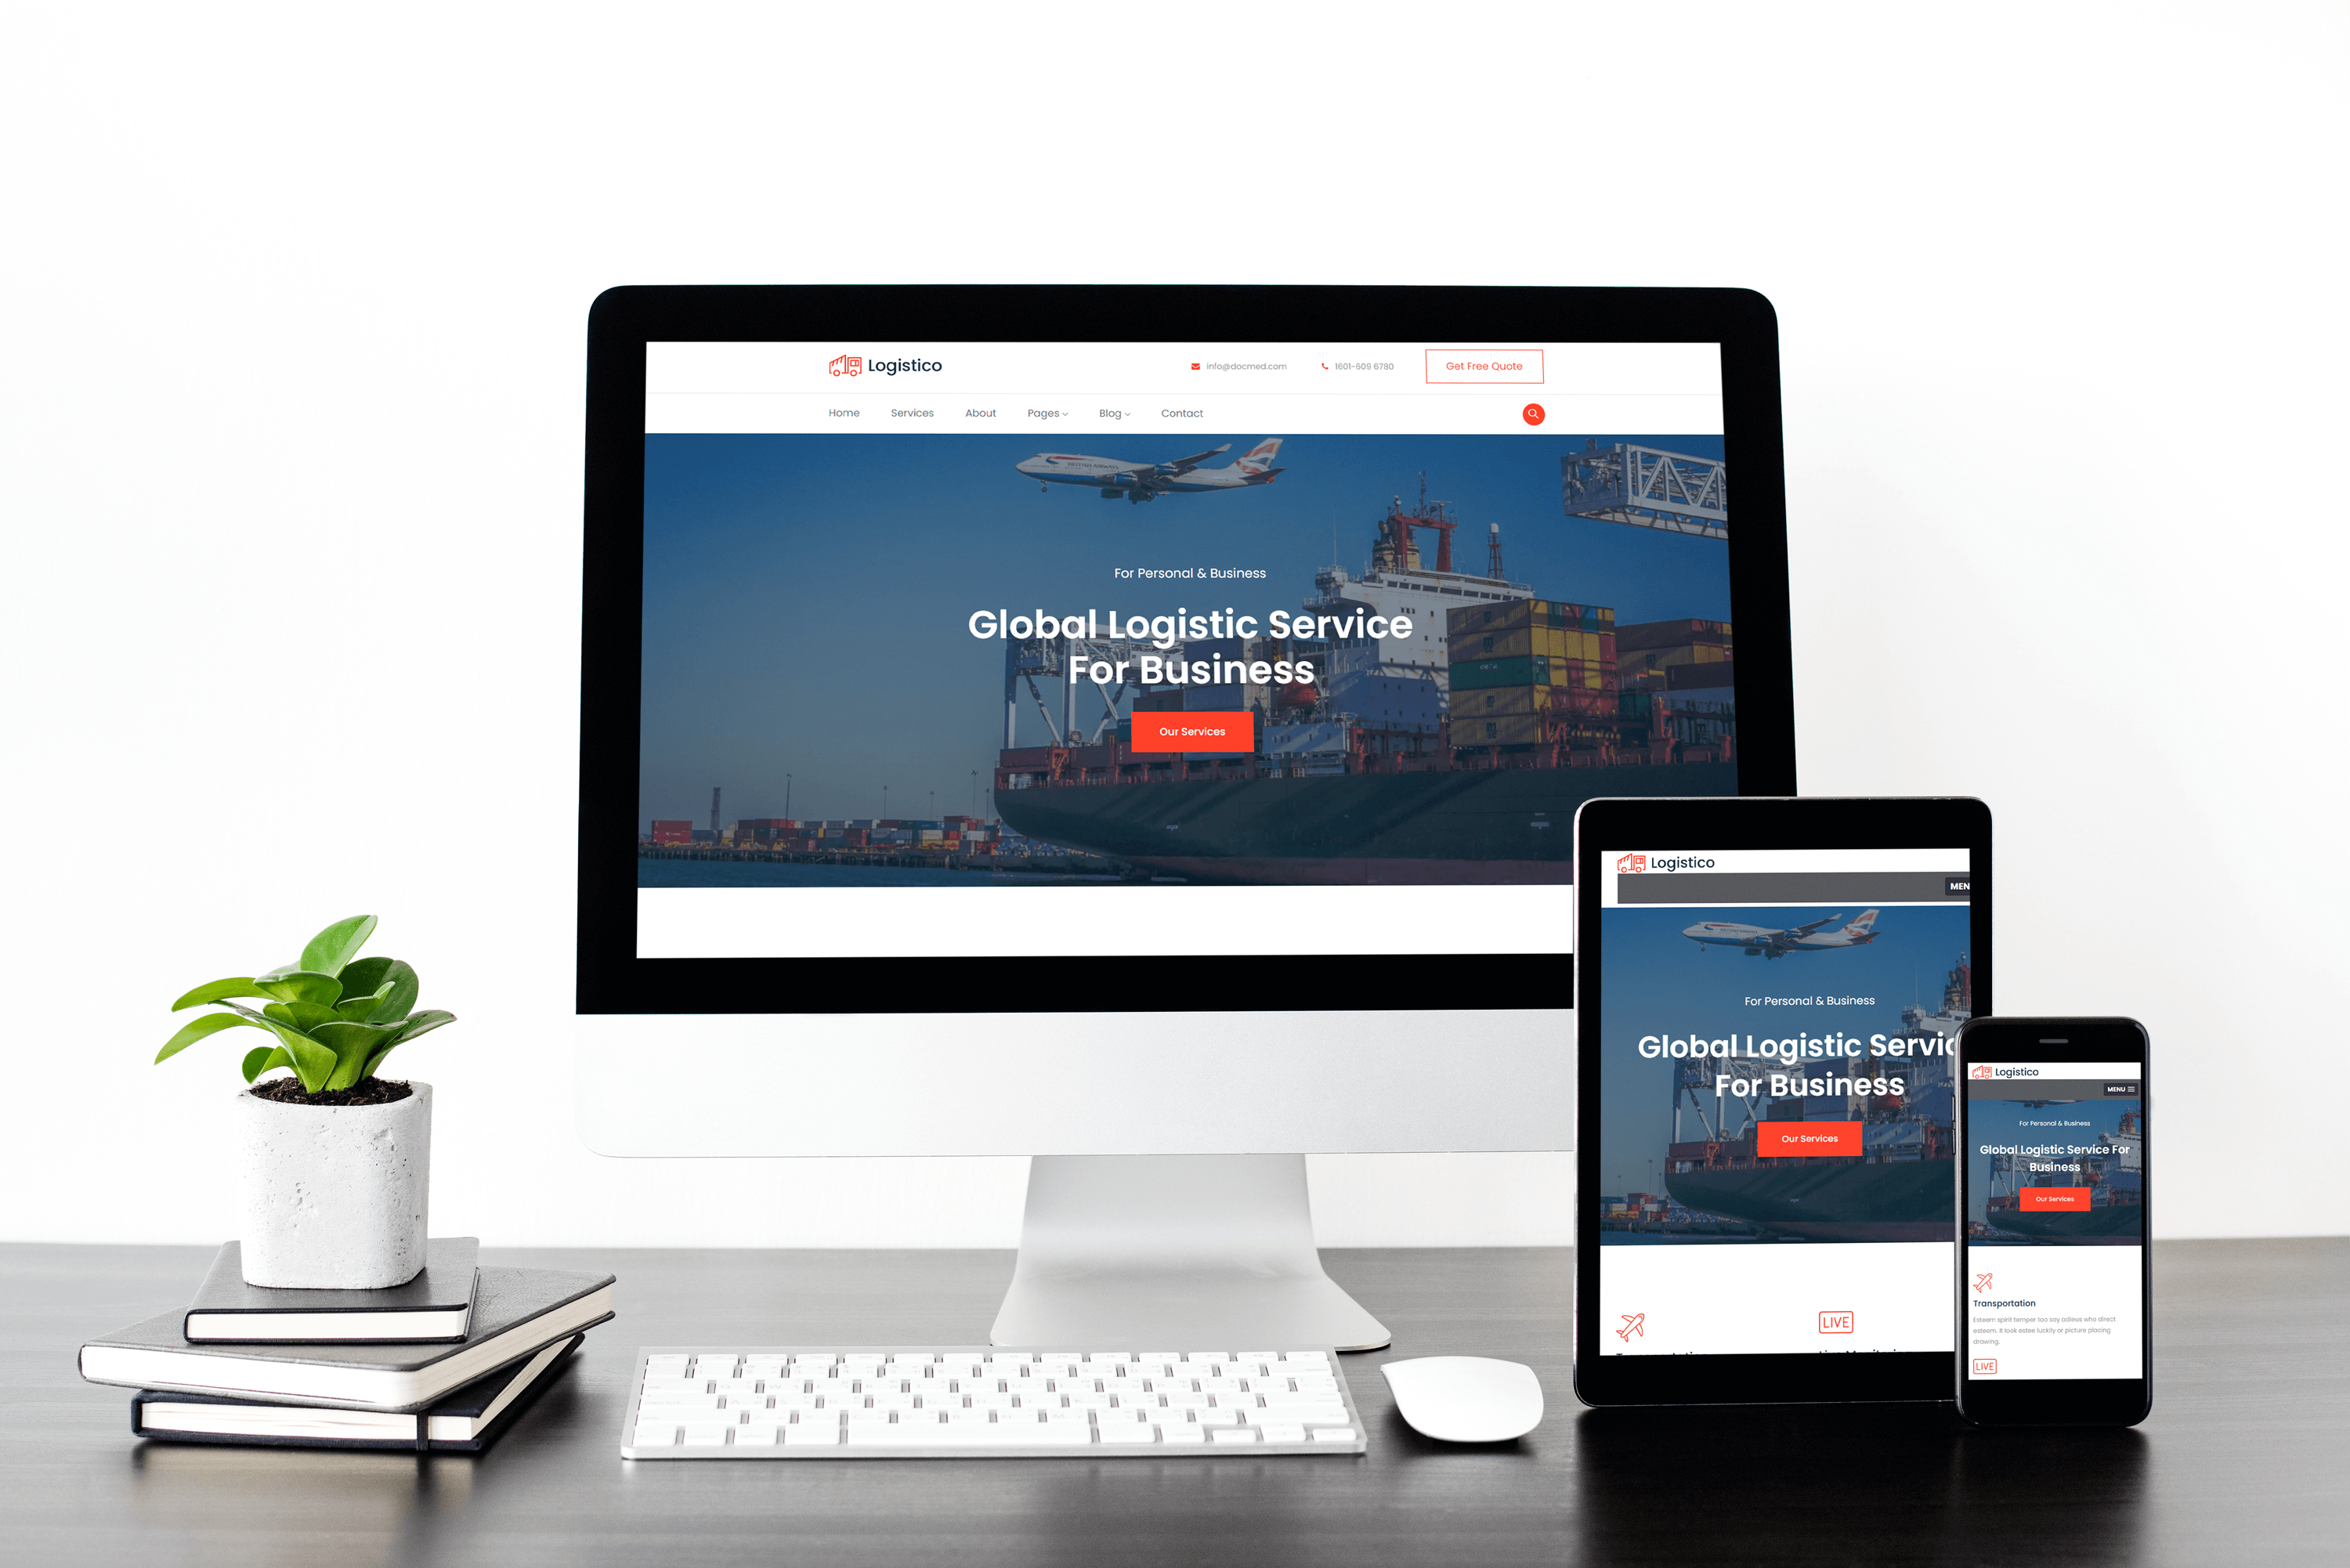 Logistico
info@docmed.com
1601-609 6780
Get Free Quote
Home Services About Pages Blog Contact
BRITISH AIRWAYS
For Personal & Business
Global Logistic Service
For Business
Our Services
Logistico
MEN
For Personal & Business
Global Logistic Servic
For Business
Our Services
LIVE
Logistico
MENU
For Personal & Business
Global Logistic Service For
Business
Our Services
Transportation
Esteem spirit temper too say adieus who direct
esteem. It look estee luckily or picture placing
drawing.
LIVE